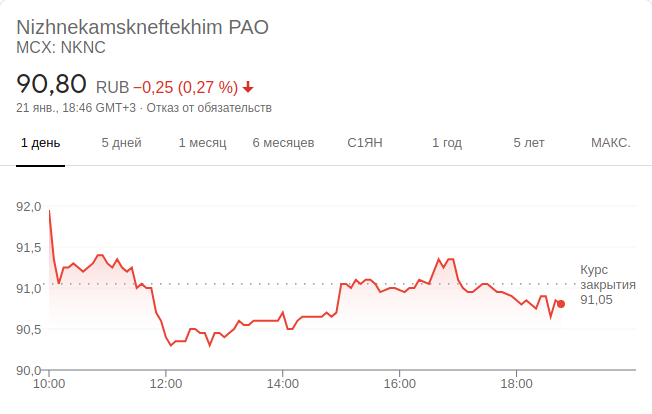 Nizhnekamskneftekhim PAO
MCX: NKNC
90,80 RUB −0,25 (0,27 %)
21 янв., 18:46 GMT+3 · Отказ от обязательств
1 день 5 дней 1 месяц 6 месяцев С1ЯН 1 год 5 лет МАКС.
92,0
91,5
91,0
90,5
90,0
Курс
закрытия
91,05
10:00 12:00 14:00 16:00 18:00